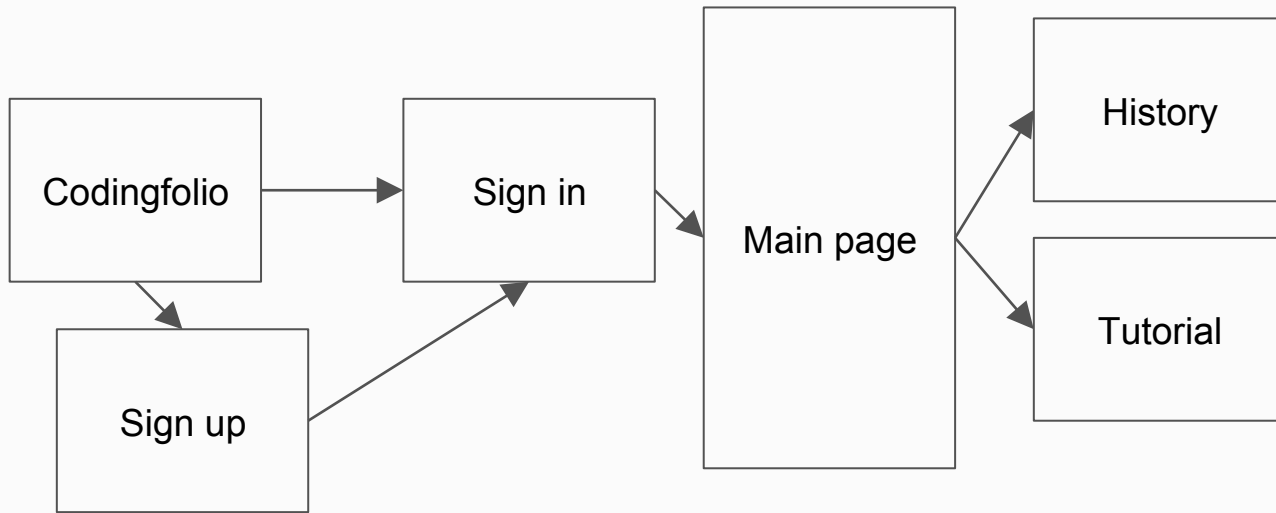 Codingfolio
Sign in
Main page
History
Tutorial
Sign up